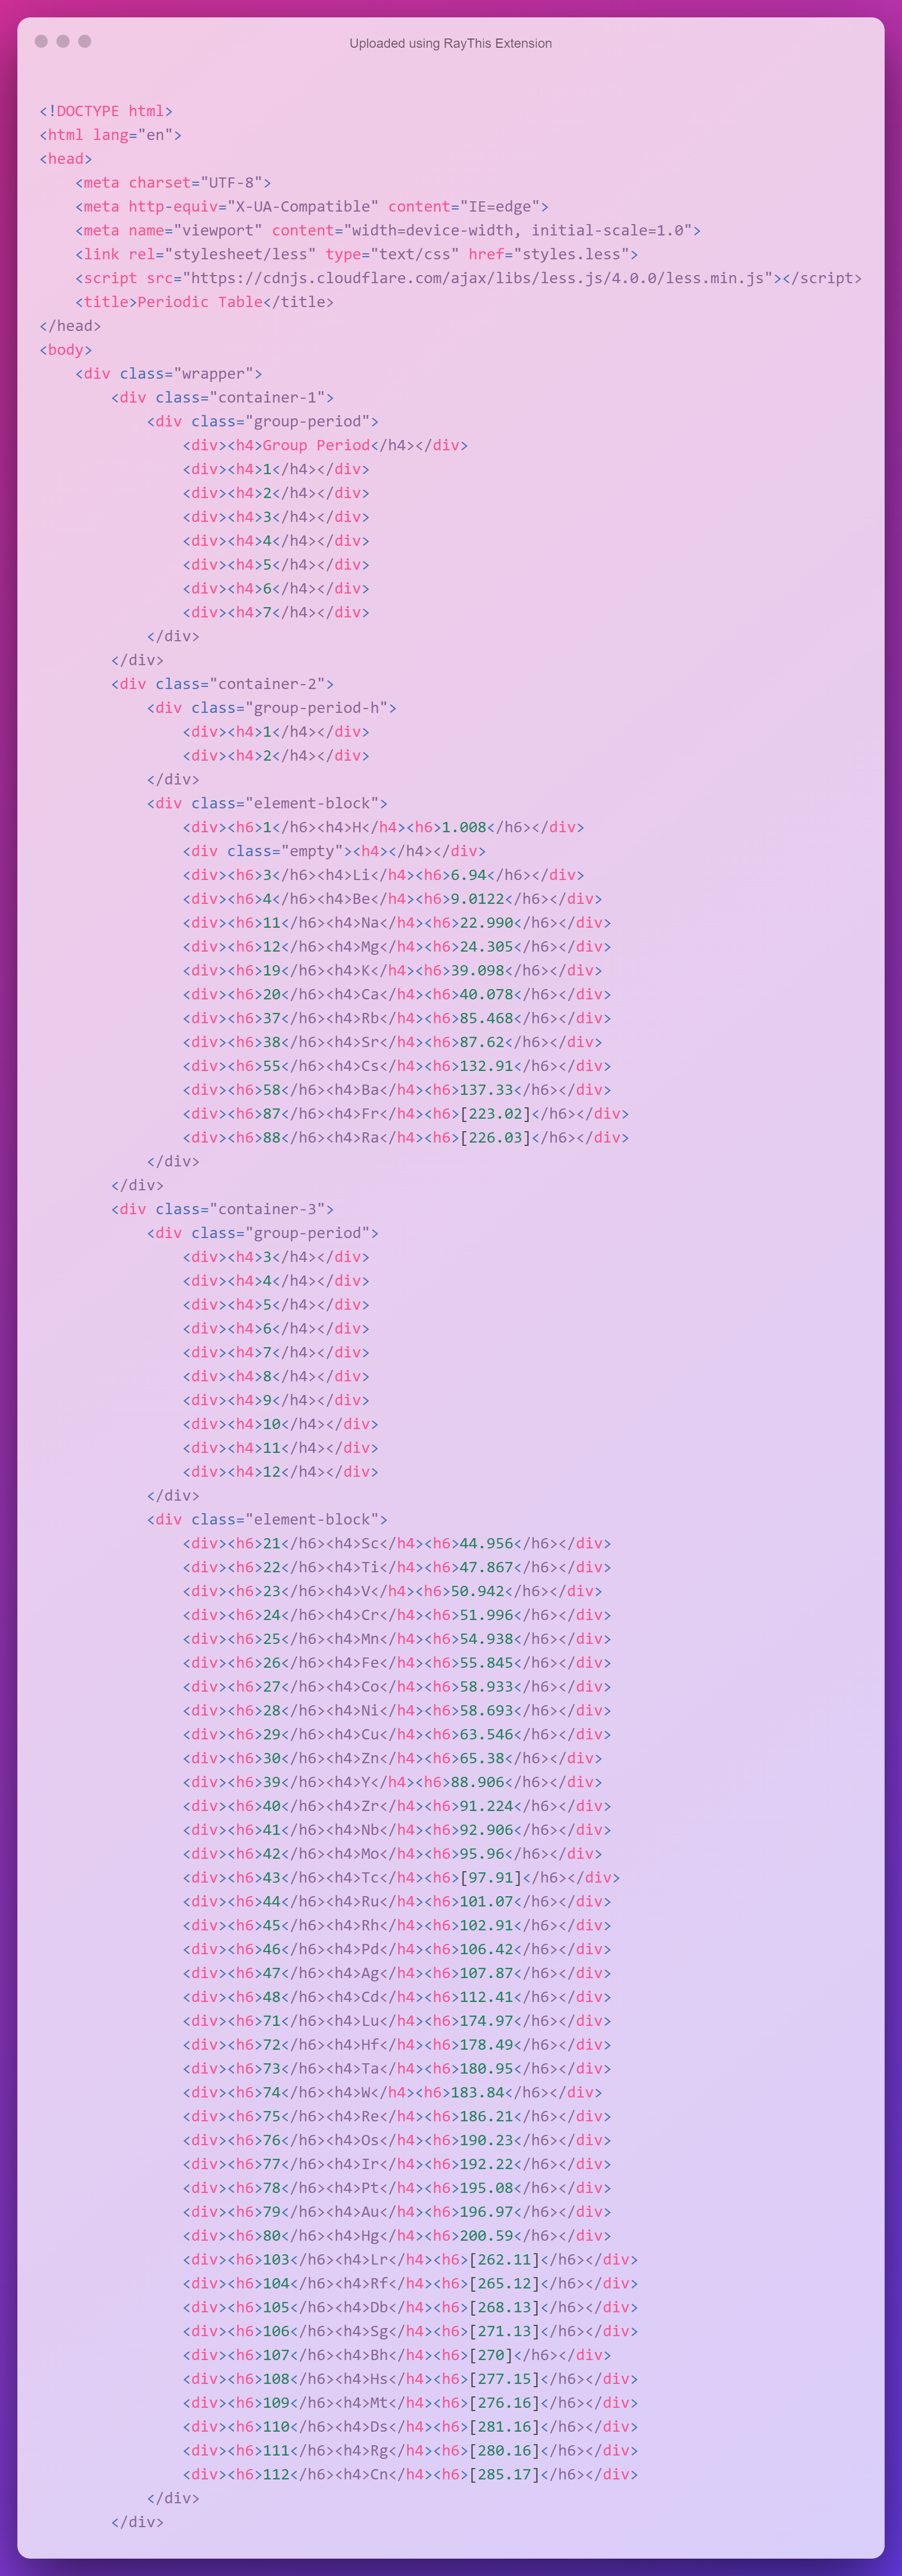 Uploaded using RayThis Extension
<!DOCTYPE html>
<html lang="en">
<head>
    <meta charset="UTF-8">
    <meta http-equiv="X-UA-Compatible" content="IE=edge">
    <meta name="viewport" content="width=device-width, initial-scale=1.0">
    <link rel="stylesheet/less" type="text/css" href="styles.less">
    <script src="https://cdnjs.cloudflare.com/ajax/libs/less.js/4.0.0/less.min.js"></script>
    <title>Periodic Table</title>
</head>
<body>
    <div class="wrapper">
        <div class="container-1">
            <div class="group-period">
                <div><h4>Group Period</h4></div>
                <div><h4>1</h4></div>
                <div><h4>2</h4></div>
                <div><h4>3</h4></div>
                <div><h4>4</h4></div>
                <div><h4>5</h4></div>
                <div><h4>6</h4></div>
                <div><h4>7</h4></div>
            </div>
        </div>
        <div class="container-2">
            <div class="group-period-h">
                <div><h4>1</h4></div>
                <div><h4>2</h4></div>
            </div>
            <div class="element-block">
                <div><h6>1</h6><h4>H</h4><h6>1.008</h6></div>
                <div class="empty"><h4></h4></div>
                <div><h6>3</h6><h4>Li</h4><h6>6.94</h6></div>
                <div><h6>4</h6><h4>Be</h4><h6>9.0122</h6></div>
                <div><h6>11</h6><h4>Na</h4><h6>22.990</h6></div>
                <div><h6>12</h6><h4>Mg</h4><h6>24.305</h6></div>
                <div><h6>19</h6><h4>K</h4><h6>39.098</h6></div>
                <div><h6>20</h6><h4>Ca</h4><h6>40.078</h6></div>
                <div><h6>37</h6><h4>Rb</h4><h6>85.468</h6></div>
                <div><h6>38</h6><h4>Sr</h4><h6>87.62</h6></div>
                <div><h6>55</h6><h4>Cs</h4><h6>132.91</h6></div>
                <div><h6>58</h6><h4>Ba</h4><h6>137.33</h6></div>
                <div><h6>87</h6><h4>Fr</h4><h6>[223.02]</h6></div>
                <div><h6>88</h6><h4>Ra</h4><h6>[226.03]</h6></div>
            </div>
        </div>
        <div class="container-3">
            <div class="group-period">
                <div><h4>3</h4></div>
                <div><h4>4</h4></div>
                <div><h4>5</h4></div>
                <div><h4>6</h4></div>
                <div><h4>7</h4></div>
                <div><h4>8</h4></div>
                <div><h4>9</h4></div>
                <div><h4>10</h4></div>
                <div><h4>11</h4></div>
                <div><h4>12</h4></div>
            </div>
            <div class="element-block">
                <div><h6>21</h6><h4>Sc</h4><h6>44.956</h6></div>
                <div><h6>22</h6><h4>Ti</h4><h6>47.867</h6></div>
                <div><h6>23</h6><h4>V</h4><h6>50.942</h6></div>
                <div><h6>24</h6><h4>Cr</h4><h6>51.996</h6></div>
                <div><h6>25</h6><h4>Mn</h4><h6>54.938</h6></div>
                <div><h6>26</h6><h4>Fe</h4><h6>55.845</h6></div>
                <div><h6>27</h6><h4>Co</h4><h6>58.933</h6></div>
                <div><h6>28</h6><h4>Ni</h4><h6>58.693</h6></div>
                <div><h6>29</h6><h4>Cu</h4><h6>63.546</h6></div>
                <div><h6>30</h6><h4>Zn</h4><h6>65.38</h6></div>
                <div><h6>39</h6><h4>Y</h4><h6>88.906</h6></div>
                <div><h6>40</h6><h4>Zr</h4><h6>91.224</h6></div>
                <div><h6>41</h6><h4>Nb</h4><h6>92.906</h6></div>
                <div><h6>42</h6><h4>Mo</h4><h6>95.96</h6></div>
                <div><h6>43</h6><h4>Tc</h4><h6>[97.91]</h6></div>
                <div><h6>44</h6><h4>Ru</h4><h6>101.07</h6></div>
                <div><h6>45</h6><h4>Rh</h4><h6>102.91</h6></div>
                <div><h6>46</h6><h4>Pd</h4><h6>106.42</h6></div>
                <div><h6>47</h6><h4>Ag</h4><h6>107.87</h6></div>
                <div><h6>48</h6><h4>Cd</h4><h6>112.41</h6></div>
                <div><h6>71</h6><h4>Lu</h4><h6>174.97</h6></div>
                <div><h6>72</h6><h4>Hf</h4><h6>178.49</h6></div>
                <div><h6>73</h6><h4>Ta</h4><h6>180.95</h6></div>
                <div><h6>74</h6><h4>W</h4><h6>183.84</h6></div>
                <div><h6>75</h6><h4>Re</h4><h6>186.21</h6></div>
                <div><h6>76</h6><h4>Os</h4><h6>190.23</h6></div>
                <div><h6>77</h6><h4>Ir</h4><h6>192.22</h6></div>
                <div><h6>78</h6><h4>Pt</h4><h6>195.08</h6></div>
                <div><h6>79</h6><h4>Au</h4><h6>196.97</h6></div>
                <div><h6>80</h6><h4>Hg</h4><h6>200.59</h6></div>
                <div><h6>103</h6><h4>Lr</h4><h6>[262.11]</h6></div>
                <div><h6>104</h6><h4>Rf</h4><h6>[265.12]</h6></div>
                <div><h6>105</h6><h4>Db</h4><h6>[268.13]</h6></div>
                <div><h6>106</h6><h4>Sg</h4><h6>[271.13]</h6></div>
                <div><h6>107</h6><h4>Bh</h4><h6>[270]</h6></div>
                <div><h6>108</h6><h4>Hs</h4><h6>[277.15]</h6></div>
                <div><h6>109</h6><h4>Mt</h4><h6>[276.16]</h6></div>
                <div><h6>110</h6><h4>Ds</h4><h6>[281.16]</h6></div>
                <div><h6>111</h6><h4>Rg</h4><h6>[280.16]</h6></div>
                <div><h6>112</h6><h4>Cn</h4><h6>[285.17]</h6></div>
            </div>
        </div>